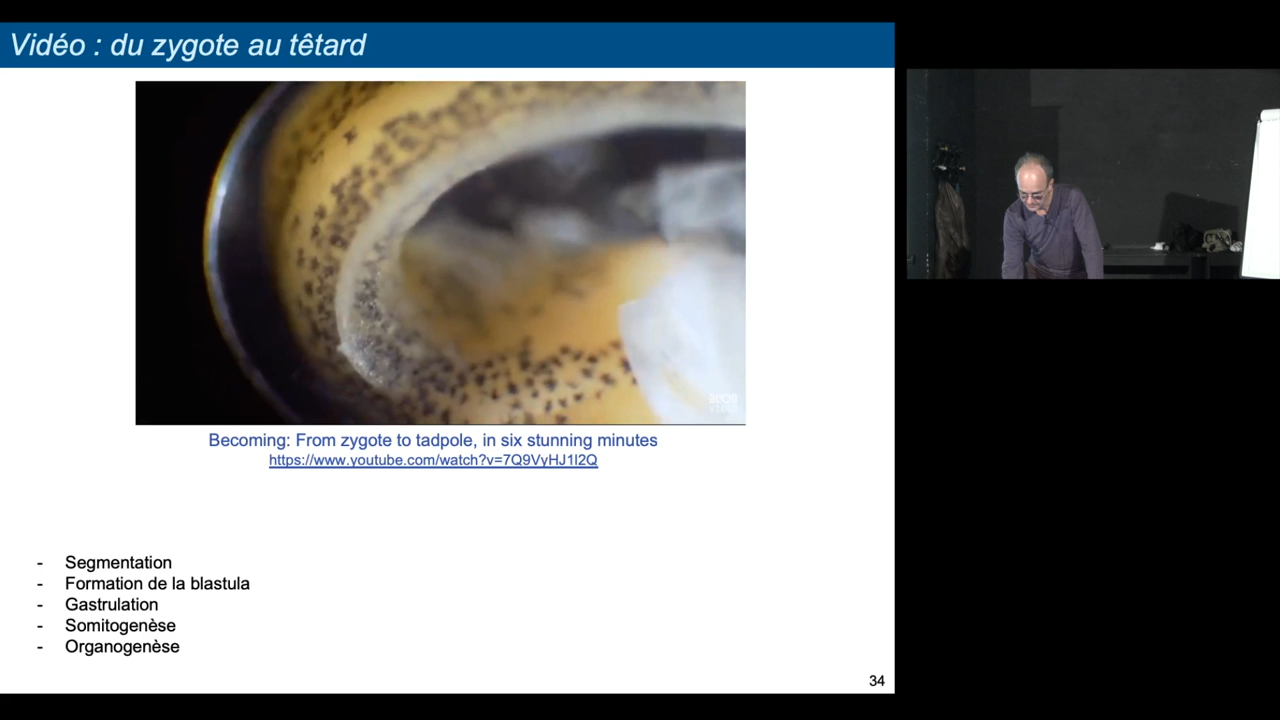 Vidéo : du zygote au têtard
Becoming: From zygote to tadpole, in six stunning minutes
https://www.youtube.com/watch?v=7Q9VyHJ1I2Q
- Segmentation
- Formation de la blastula
- Gastrulation
- Somitogenèse
- Organogenèse
34